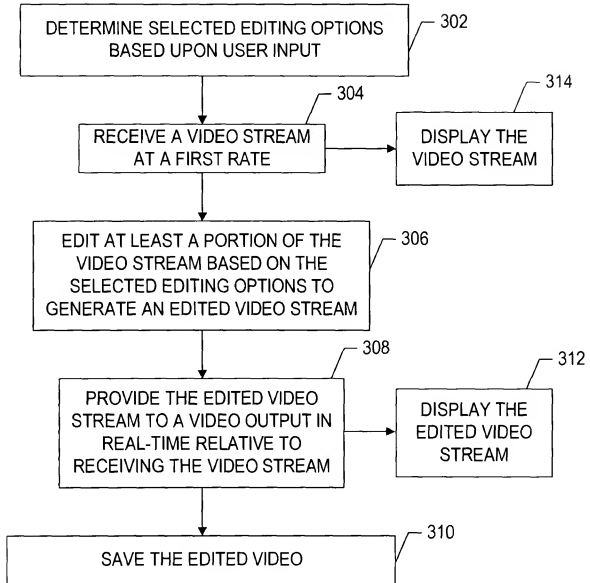 DETERMINE SELECTED EDITING OPTIONS
BASED UPON USER INPUT
302
304
RECEIVE A VIDEO STREAM
AT A FIRST RATE
314
DISPLAY THE
VIDEO STREAM
EDIT AT LEAST A PORTION OF THE
VIDEO STREAM BASED ON THE
SELECTED EDITING OPTIONS TO
GENERATE AN EDITED VIDEO STREAM
306
308
PROVIDE THE EDITED VIDEO
STREAM TO A VIDEO OUTPUT IN
REAL-TIME RELATIVE TO
RECEIVING THE VIDEO STREAM
312
DISPLAY THE
EDITED VIDEO
STREAM
310
SAVE THE EDITED VIDEO